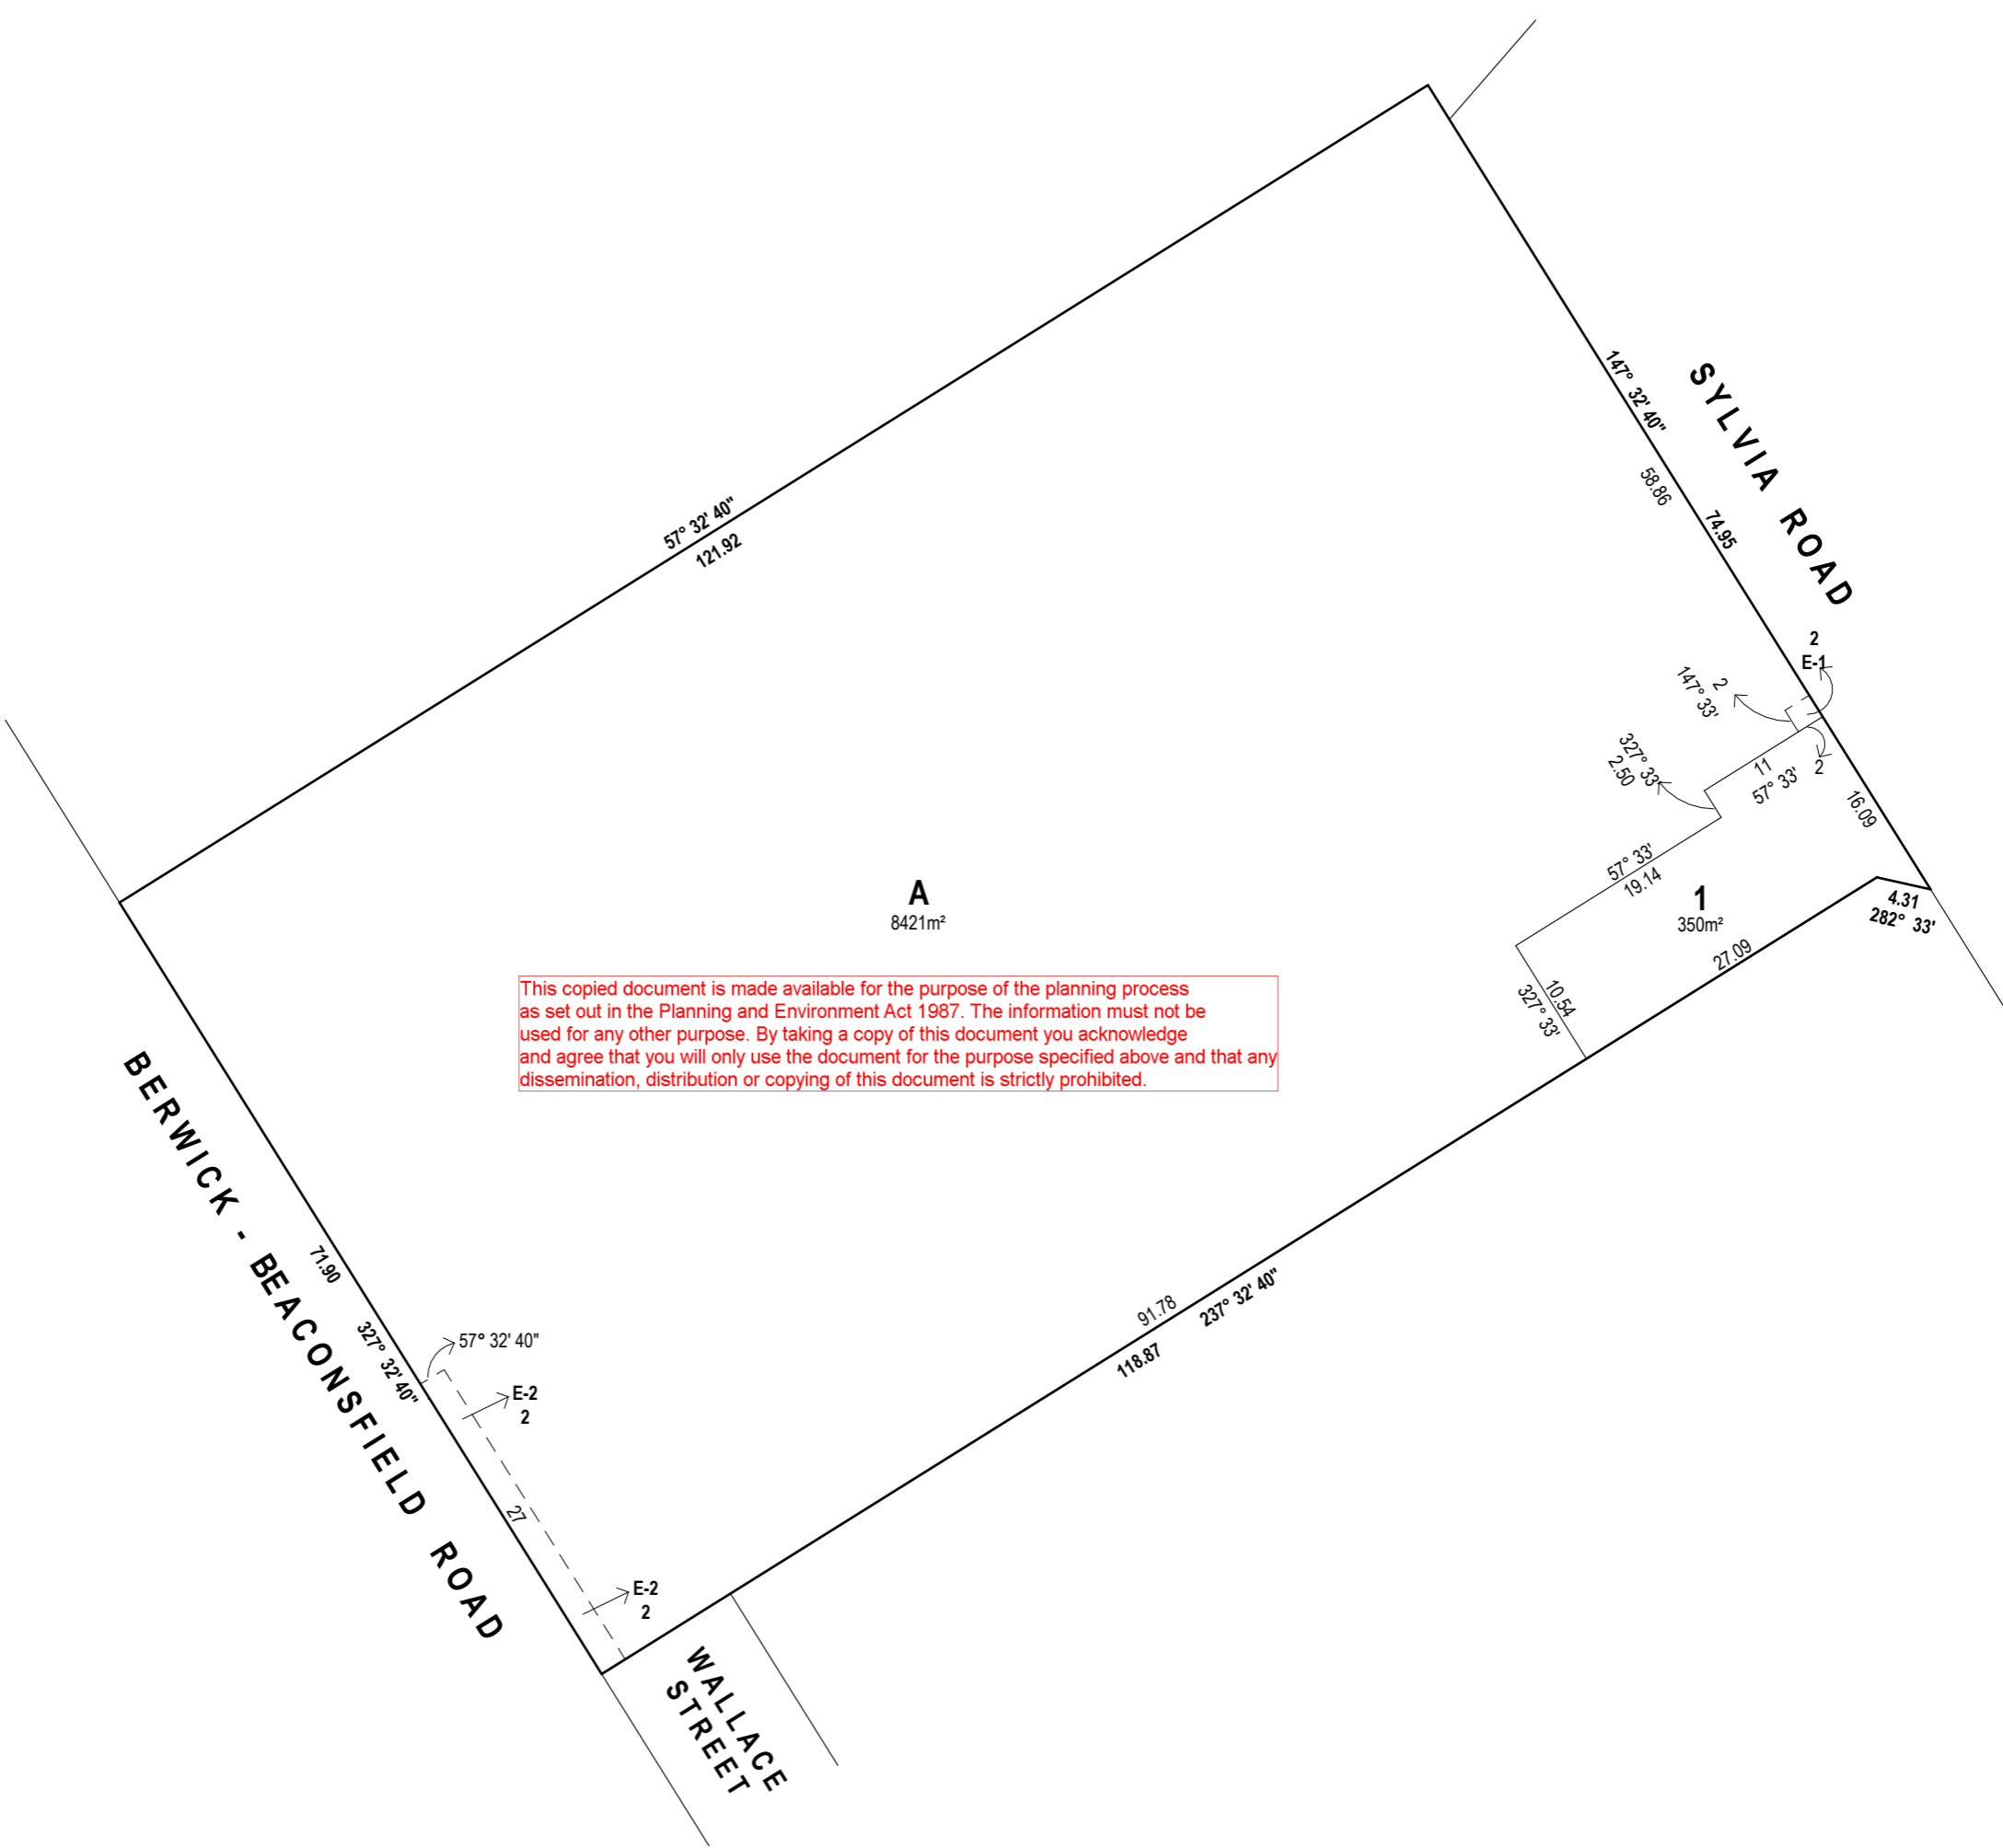 57° 32' 40"
121.92
147° 32' 40"
58.86
74.95
SYLVIA ROAD
2
E-1
2
147° 33'
327° 33'
2.50
11
57° 33'
2
16.09
57° 33'
19.14
1
350m²
4.31
282° 33'
27.09
10.54
327° 33'
A
8421m²
This copied document is made available for the purpose of the planning process
as set out in the Planning and Environment Act 1987. The information must not be
used for any other purpose. By taking a copy of this document you acknowledge
and agree that you will only use the document for the purpose specified above and that any
dissemination, distribution or copying of this document is strictly prohibited.
BERWICK - BEACONSFIELD ROAD
71.90
327° 32' 40"
57° 32' 40"
E-2
2
27
E-2
2
91.78
237° 32' 40"
118.87
WALLACE
STREET